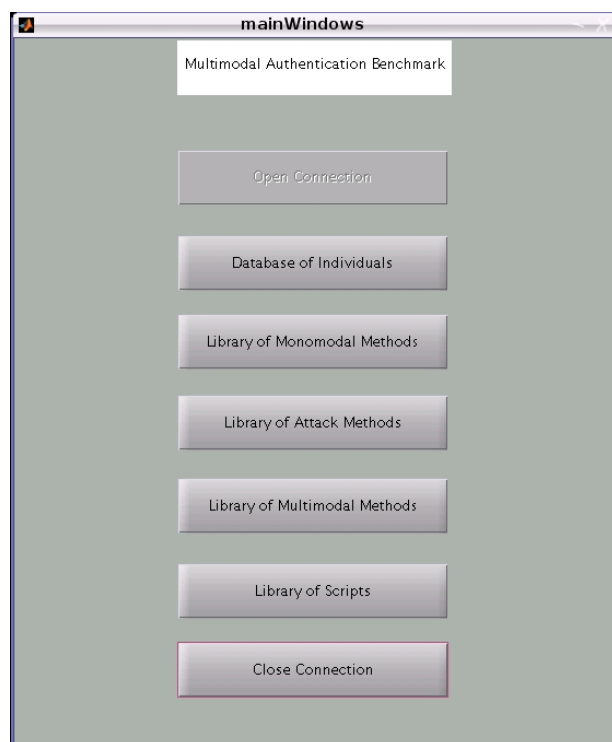 mainWindows
Multimodal Authentication Benchmark
Open Connection
Database of Individuals
Library of Monomodal Methods
Library of Attack Methods
Library of Multimodal Methods
Library of Scripts
Close Connection